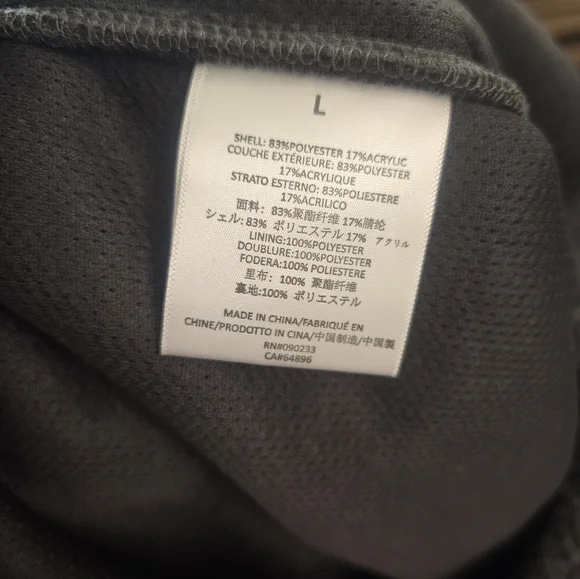 L
SHELL: 83%POLYESTER 17%ACRYLIC
COUCHE EXTÉRIEURE: 83%POLYESTER
17%ACRYLIQUE
STRATO ESTERNO: 83%POLIESTERE
17%ACRILICO
面料：83%聚酯纤维 17%腈纶
シェル: 83% ポリエステル 17% アクリル
LINING:100%POLYESTER
DOUBLURE:100%POLYESTER
FODERA:100% POLIESTERE
里布：100% 聚酯纤维
裏地:100% ポリエステル
MADE IN CHINA/FABRIQUÉ EN
CHINE/PRODOTTO IN CINA/中国制造/中国製
RN#090233
CA#64896